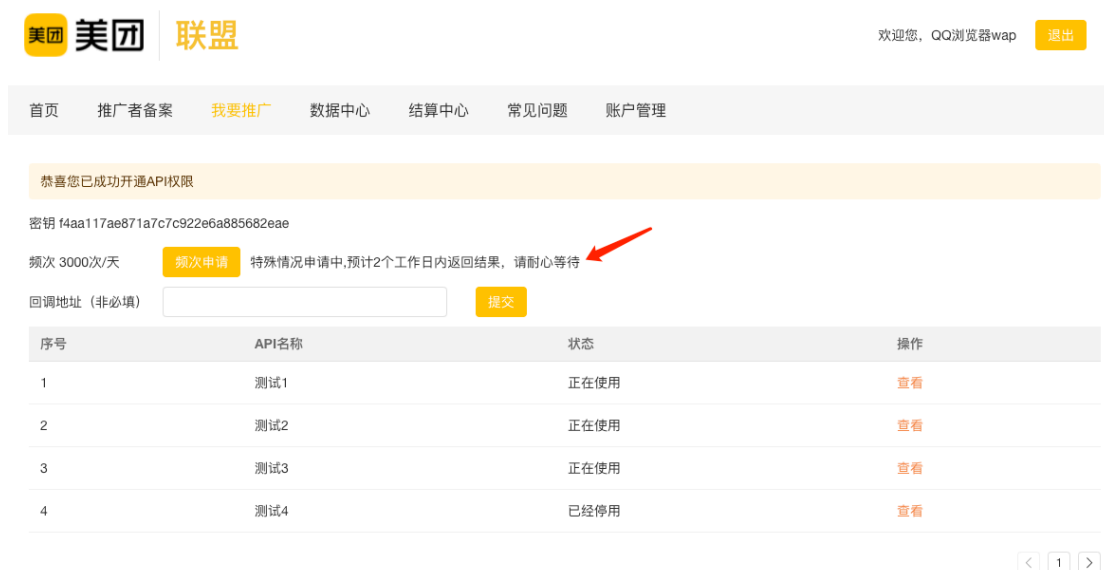 美团 美团 联盟 欢迎您，QQ浏览器wap 退出
首页 推广者备案 我要推广 数据中心 结算中心 常见问题 账户管理
恭喜您已成功开通API权限
密钥 f4aa117ae871a7c7c922e6a885682eae
频次 3000次/天 频次申请 特殊情况申请中,预计2个工作日内返回结果，请耐心等待
回调地址（非必填） 提交
序号 API名称 状态 操作
1 测试1 正在使用 查看
2 测试2 正在使用 查看
3 测试3 正在使用 查看
4 测试4 已经停用 查看
< 1 >